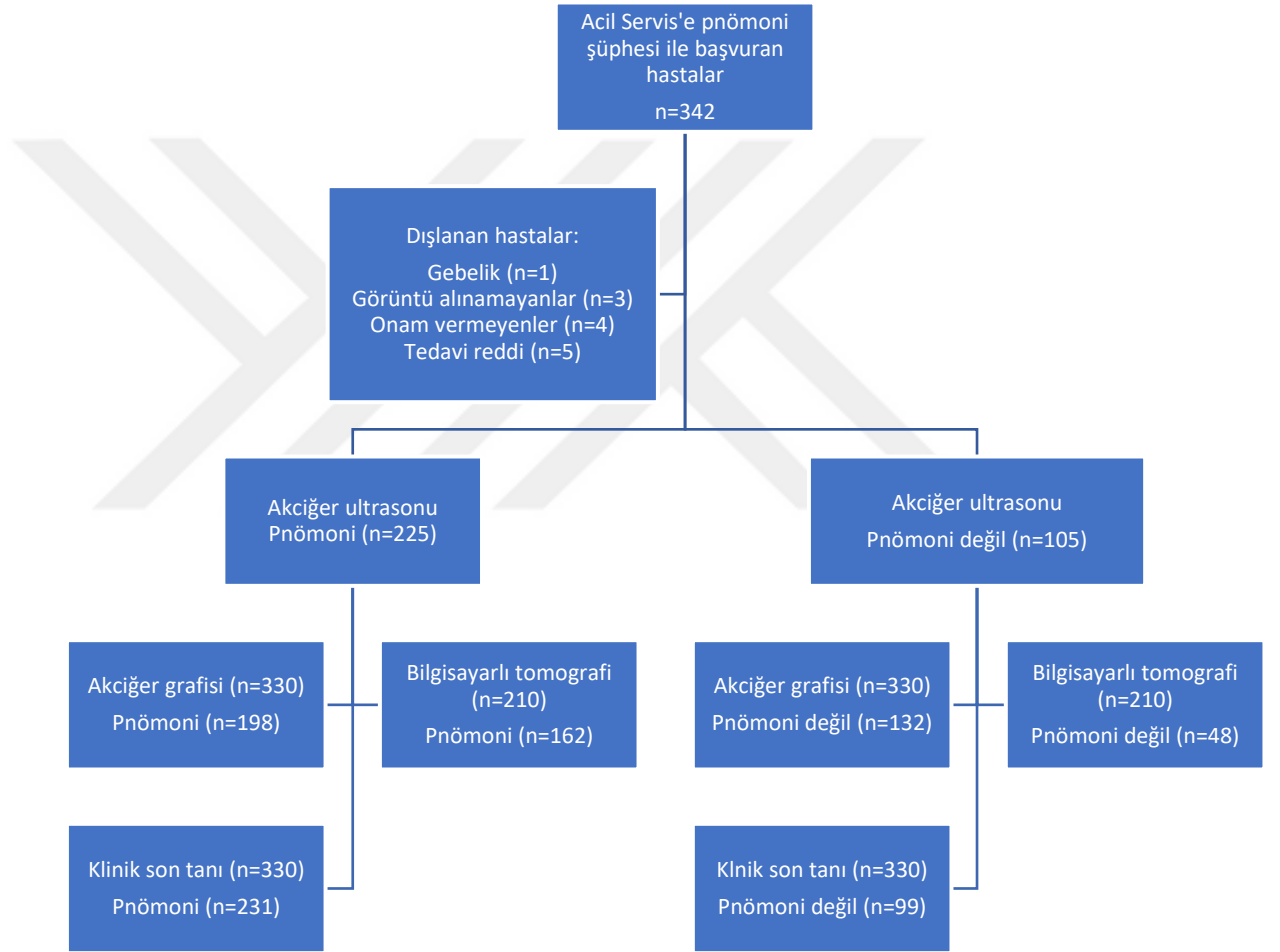 Acil Servis'e pnömoni
şüphesi ile başvuran
hastalar
n=342
Dışlanan hastalar:
Gebelik (n=1)
Görüntü alınamayanlar (n=3)
Onam vermeyenler (n=4)
Tedavi reddi (n=5)
Akciğer ultrasonu
Pnömoni (n=225)
Akciğer ultrasonu
Pnömoni değil (n=105)
Akciğer grafisi (n=330)
Pnömoni (n=198)
Bilgisayarlı tomografi
(n=210)
Pnömoni (n=162)
Akciğer grafisi (n=330)
Pnömoni değil (n=132)
Bilgisayarlı tomografi
(n=210)
Pnömoni değil (n=48)
Klinik son tanı (n=330)
Pnömoni (n=231)
Klnik son tanı (n=330)
Pnömoni değil (n=99)